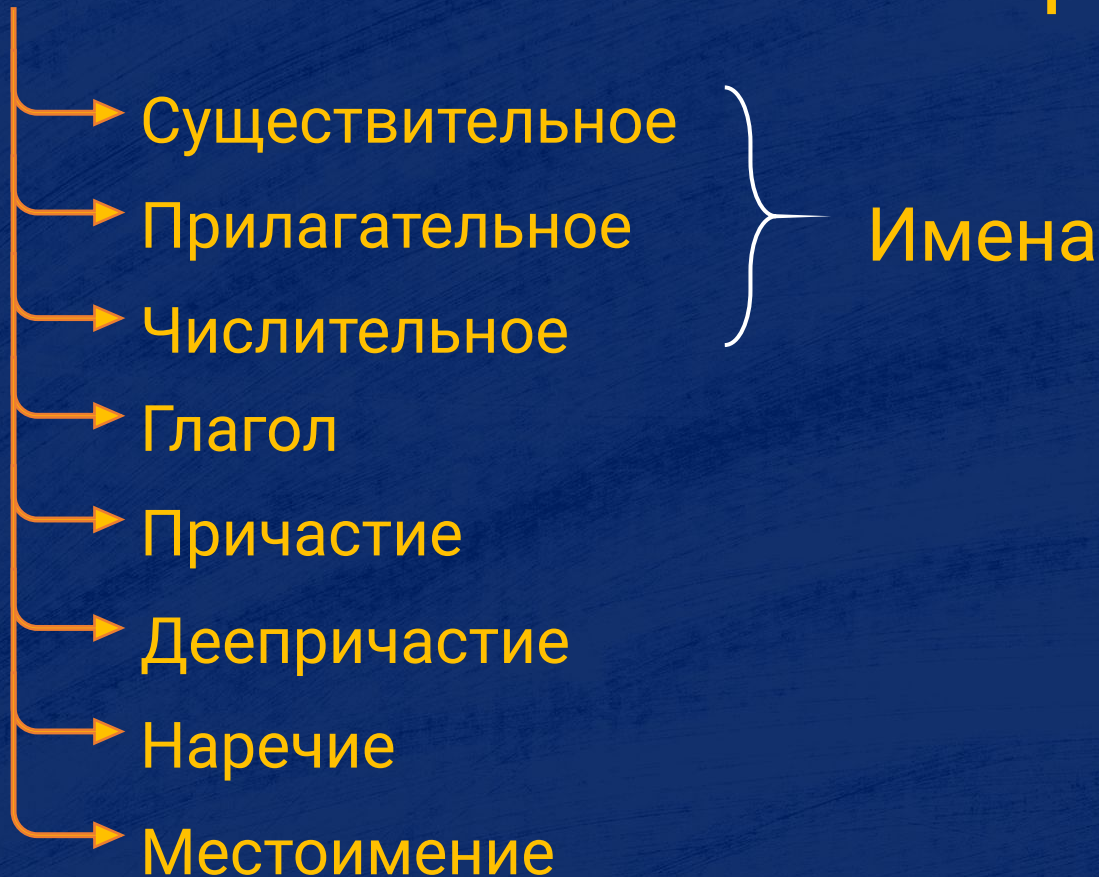 Существительное
Прилагательное
Имена
Числительное
Глагол
Причастие
Деепричастие
Наречие
Местоимение